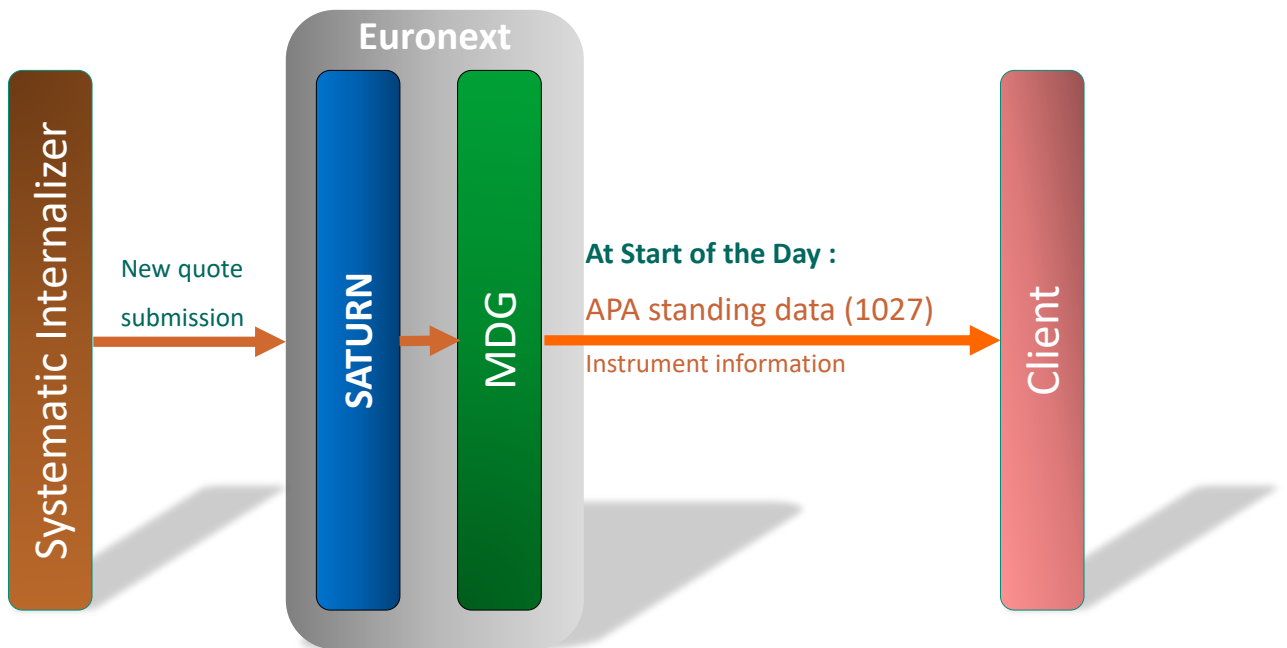 Euronext
Systematic Internalizer
New quote
submission
SATURN
MDG
At Start of the Day :
APA standing data (1027)
Instrument information
Client